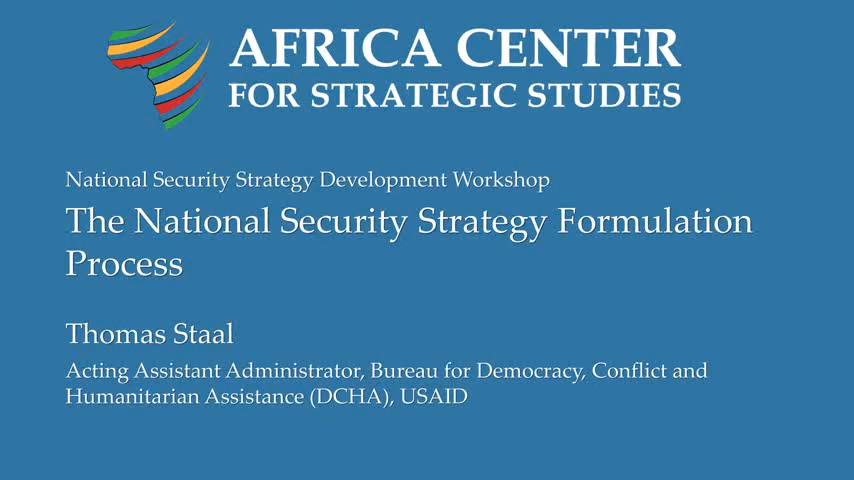 AFRICA CENTER
FOR STRATEGIC STUDIES
National Security Strategy Development Workshop
The National Security Strategy Formulation
Process
Thomas Staal
Acting Assistant Administrator, Bureau for Democracy, Conflict and
Humanitarian Assistance (DCHA), USAID